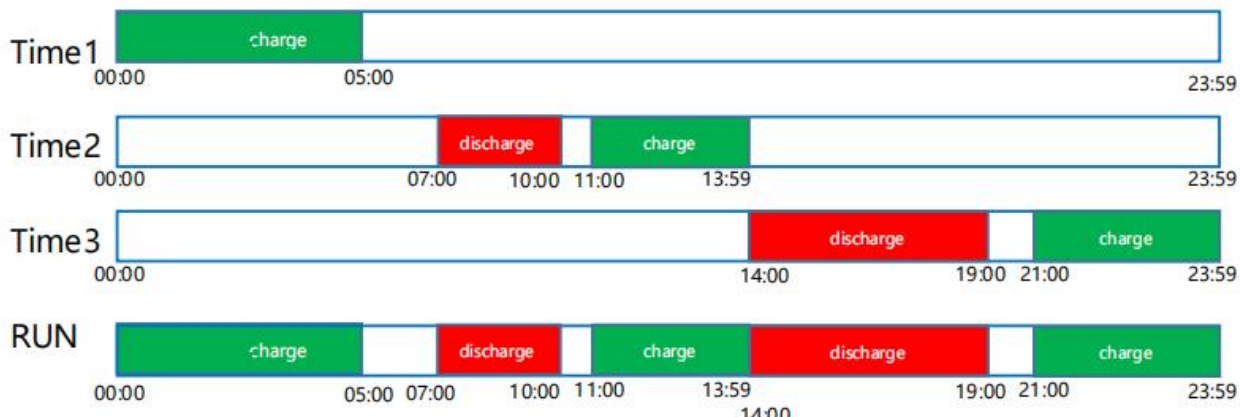 Time1 charge
00:00 05:00 23:59
Time2 discharge charge
00:00 07:00 10:00 11:00 13:59 23:59
Time3 discharge charge
00:00 14:00 19:00 21:00 23:59
RUN charge discharge charge discharge charge
00:00 05:00 07:00 10:00 11:00 13:59 19:00 21:00 23:59
14:00